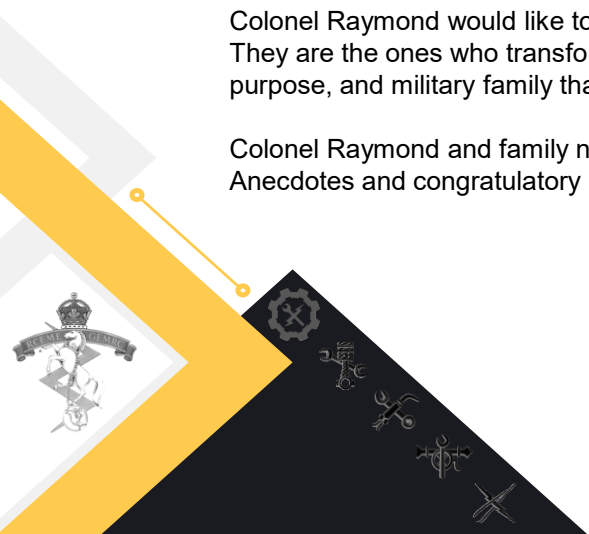 Colonel Raymond would like to
They are the ones who transfo
purpose, and military family tha
Colonel Raymond and family n
Anecdotes and congratulatory
RCEME GEMRC